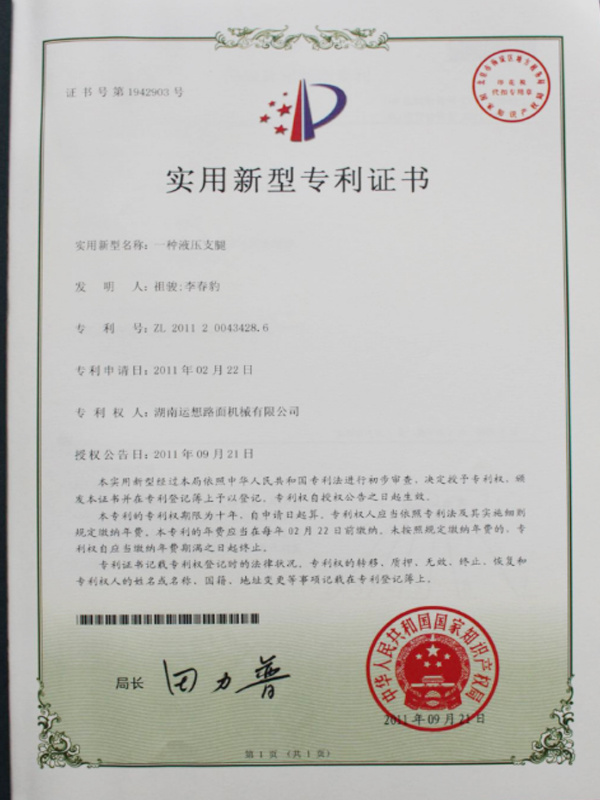 证书号第1942903号
印花税
代扣专用章
国家知识产权局
实用新型专利证书
实用新型名称:一种液压支腿
发明人:祖骏;李春豹
专利号:ZL 2011 2 0043428.6
专利申请日:2011年02月22日
专利权人:湖南运想路面机械有限公司
授权公告日:2011年09月21日
本实用新型经过本局依照中华人民共和国专利法进行初步审查,决定授予专利权,颁
发本证书并在专利登记簿上予以登记。专利权自授权公告之日起生效。
本专利的专利权期限为十年,自申请日起算。专利权人应当依照专利法及其实施细则
规定缴纳年费。本专利的年费应当在每年02月22日前缴纳。未按照规定缴纳年费的,专
利权自应当缴纳年费期满之日起终止。
专利证书记载专利权登记时的法律状况。专利权的转移、质押、无效、终止、恢复和
专利权人的姓名或名称、国籍、地址变更等事项记载在专利登记簿上。
局长
田力普
中华人民共和国国家知识产权局
2011年09月21日
第1页(共1页)